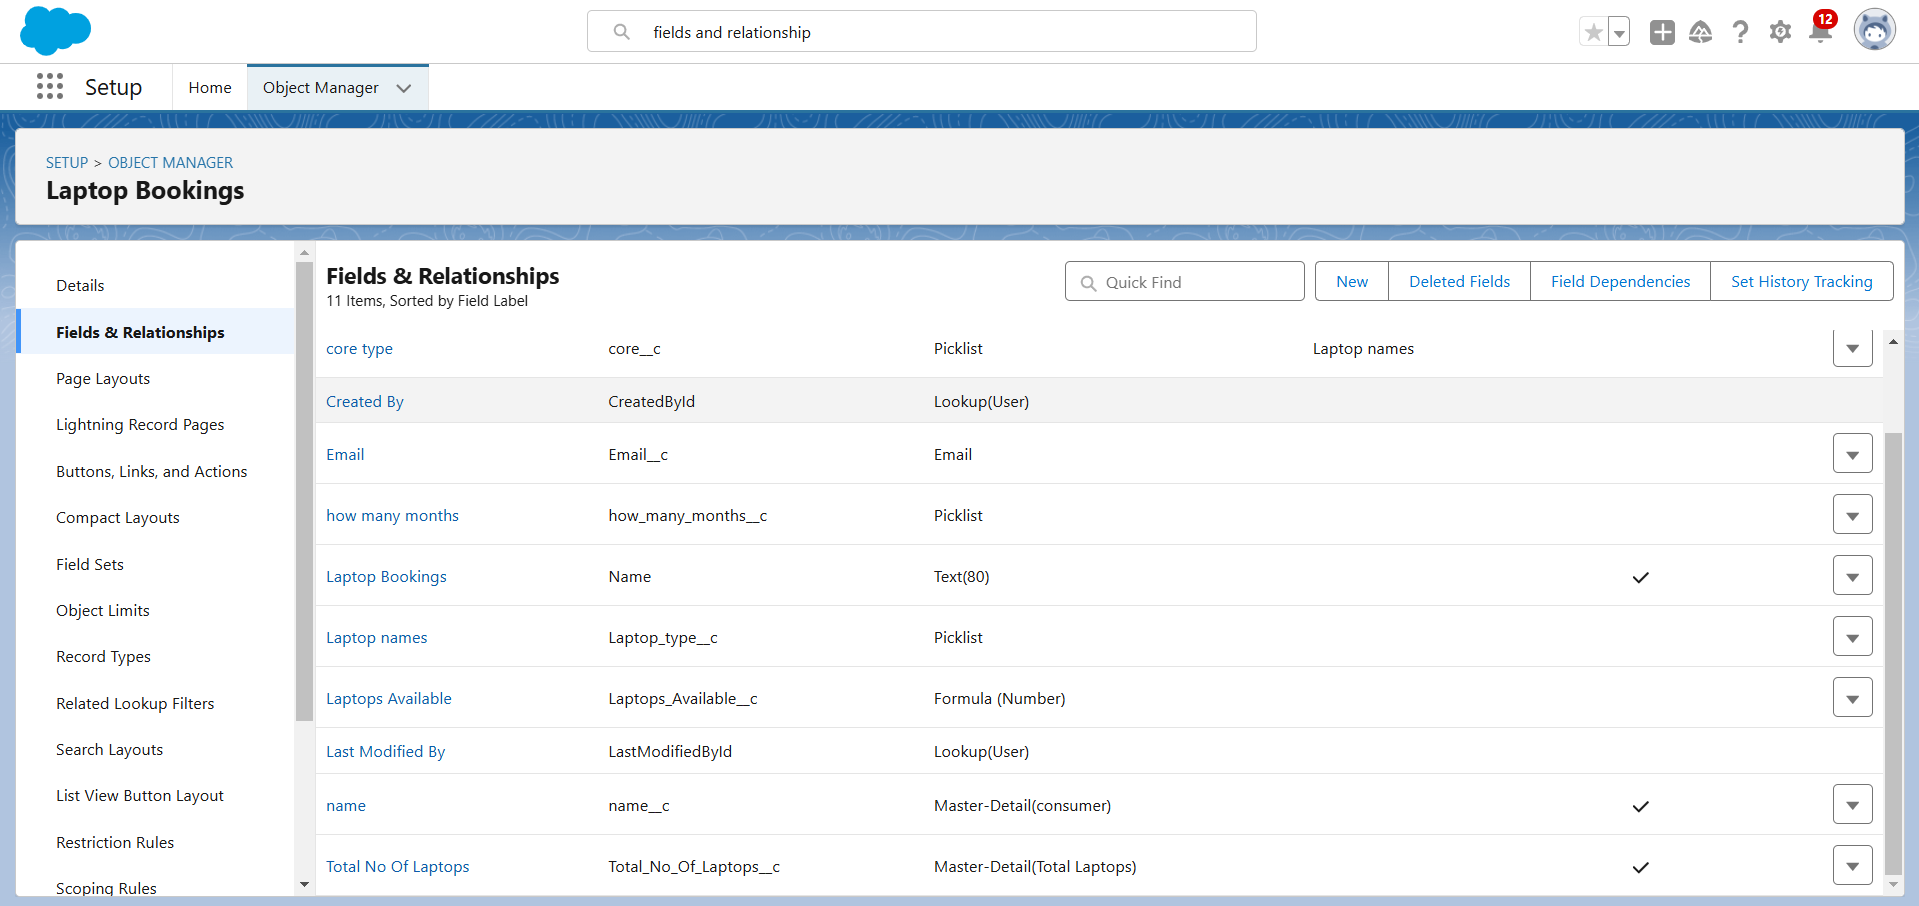 fields and relationship
12
Setup
Home
Object Manager
SETUP > OBJECT MANAGER
Laptop Bookings
Details
Fields & Relationships
Page Layouts
Lightning Record Pages
Buttons, Links, and Actions
Compact Layouts
Field Sets
Object Limits
Record Types
Related Lookup Filters
Search Layouts
List View Button Layout
Restriction Rules
Scoping Rules
Fields & Relationships
11 Items, Sorted by Field Label
Quick Find
New
Deleted Fields
Field Dependencies
Set History Tracking
core type core__c Picklist Laptop names
Created By CreatedById Lookup(User)
Email Email__c Email
how many months how_many_months__c Picklist
Laptop Bookings Name Text(80)
Laptop names Laptop_type__c Picklist
Laptops Available Laptops_Available__c Formula (Number)
Last Modified By LastModifiedById Lookup(User)
name name__c Master-Detail(consumer)
Total No Of Laptops Total_No_Of_Laptops__c Master-Detail(Total Laptops)